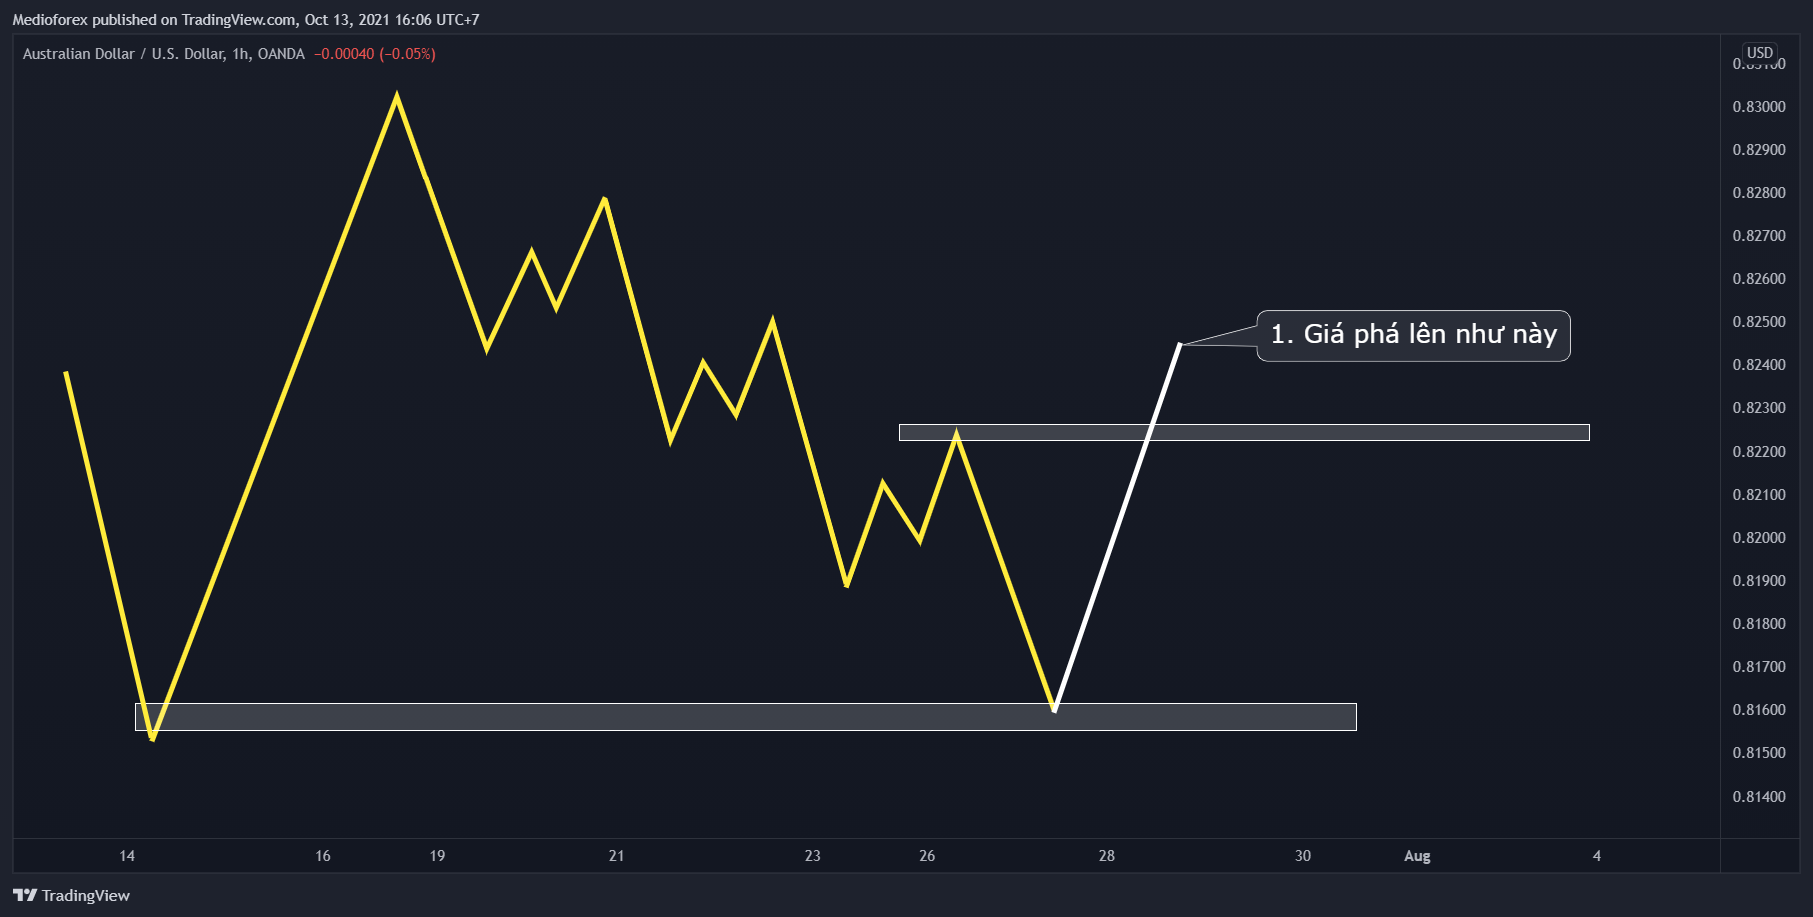 Medioforex published on TradingView.com, Oct 13, 2021 16:06 UTC+7
Australian Dollar / U.S. Dollar, 1h, OANDA −0.00040 (−0.05%)
USD
0.83000
0.82900
0.82800
0.82700
0.82600
0.82500
1. Giá phá lên như này
0.82400
0.82300
0.82200
0.82100
0.82000
0.81900
0.81800
0.81700
0.81600
0.81500
0.81400
14 16 19 21 23 26 28 30 Aug 4
TradingView